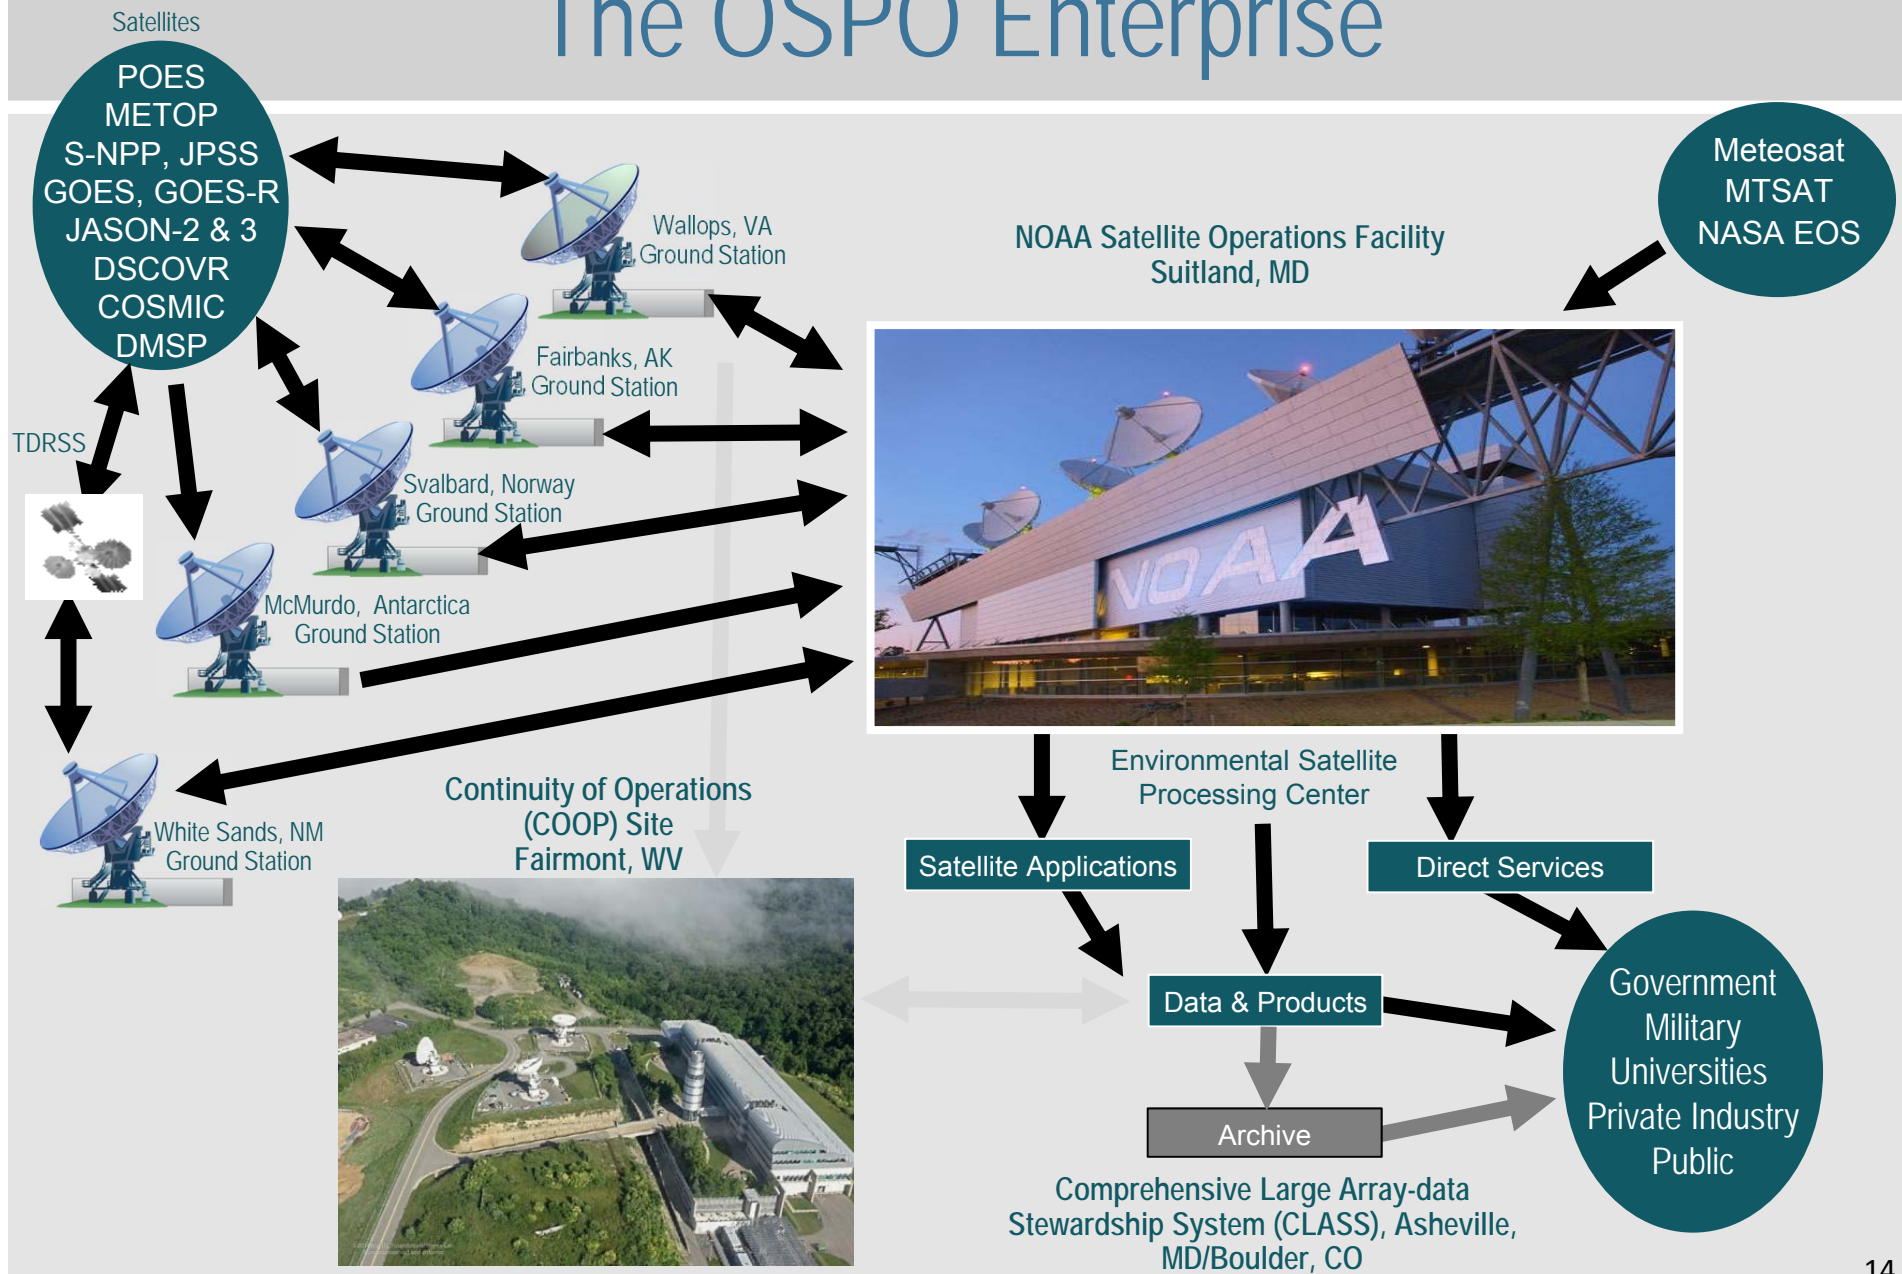 The OSPO Enterprise
Satellites
POES
METOP
S-NPP, JPSS
GOES, GOES-R
JASON-2 & 3
DSCOVR
COSMIC
DMSP
Meteosat
MTSAT
NASA EOS
Wallops, VA
Ground Station
NOAA Satellite Operations Facility
Suitland, MD
Fairbanks, AK
Ground Station
TDRSS
Svalbard, Norway
Ground Station
NOAA
McMurdo, Antarctica
Ground Station
White Sands, NM
Ground Station
Continuity of Operations
(COOP) Site
Fairmont, WV
Environmental Satellite
Processing Center
Satellite Applications
Direct Services
Data & Products
Government
Military
Universities
Private Industry
Public
Archive
Comprehensive Large Array-data
Stewardship System (CLASS), Asheville,
MD/Boulder, CO
14